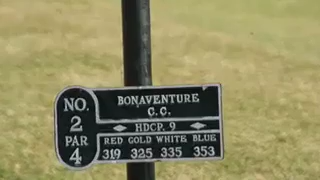 NO.
2
PAR
4
BONAVENTURE
C.C.
HDCP. 9
RED GOLD WHITE BLUE
319 325 335 353